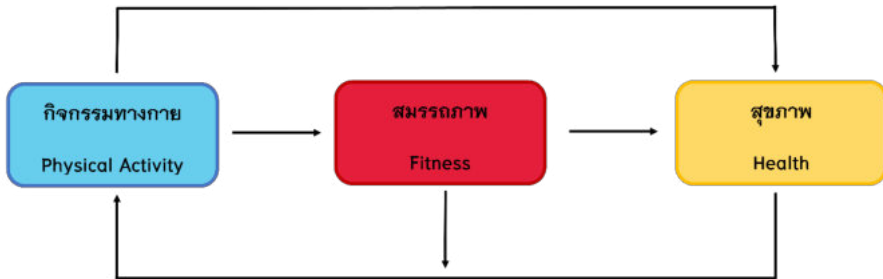 กิจกรรมทางกาย
Physical Activity
สมรรถภาพ
Fitness
สุขภาพ
Health